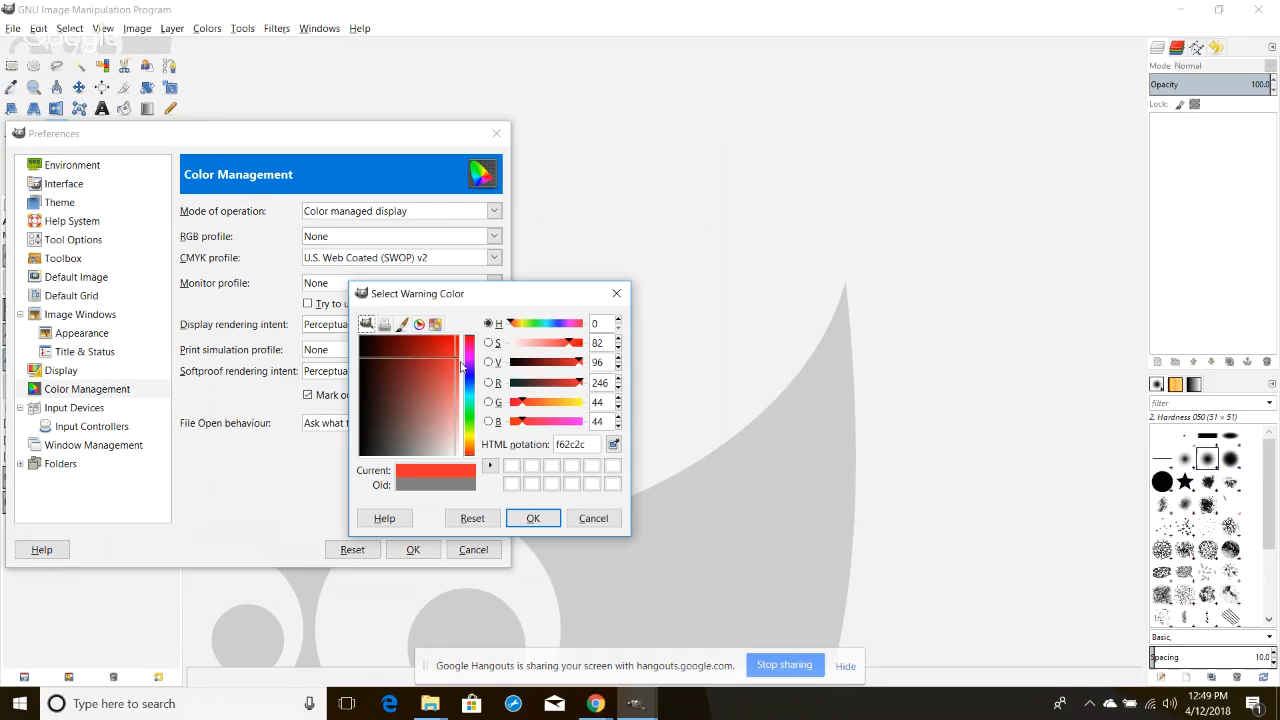 GNU Image Manipulation Program
File Edit Select View Image Layer Colors Tools Filters Windows Help
Google
Mode: Normal
Opacity 100.0
Lock:
Preferences
Environment
Interface
Theme
Help System
Tool Options
Toolbox
Default Image
Default Grid
Image Windows
Appearance
Title & Status
Display
Color Management
Input Devices
Input Controllers
Window Management
Folders
Color Management
Mode of operation: Color managed display
RGB profile: None
CMYK profile: U.S. Web Coated (SWOP) v2
Monitor profile: None
Try to u
Display rendering intent: Perceptua
Print simulation profile: None
Softproof rendering intent: Perceptua
Mark ou
File Open behaviour: Ask what t
Help Reset OK Cancel
Select Warning Color
H 0
S 82
V 96
R 246
G 44
B 44
HTML notation: f62c2c
Current:
Old:
Help Reset OK Cancel
filter
2. Hardness 050 (51 × 51)
Basic,
Spacing 10.0
Google Hangouts is sharing your screen with hangouts.google.com. Stop sharing Hide
Type here to search
12:49 PM
4/12/2018